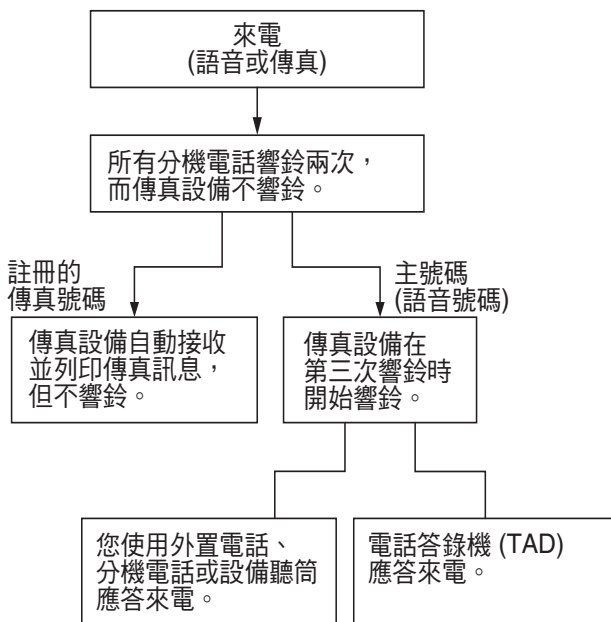 來電
(語音或傳真)
所有分機電話響鈴兩次，
而傳真設備不響鈴。
註冊的
傳真號碼
主號碼
(語音號碼)
傳真設備自動接收
並列印傳真訊息，
但不響鈴。
傳真設備在
第三次響鈴時
開始響鈴。
您使用外置電話、
分機電話或設備聽筒
應答來電。
電話答錄機 (TAD)
應答來電。